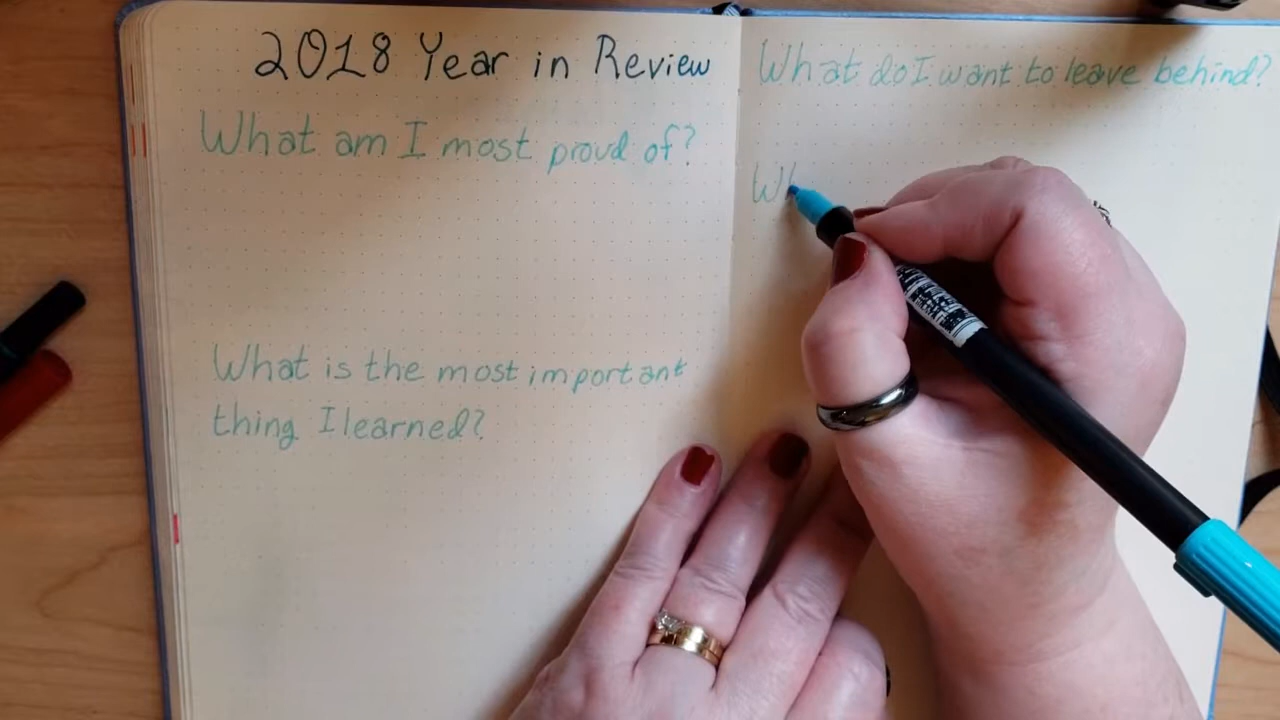 2018 Year in Review
What am I most proud of?
What is the most important
thing I learned?
What do I want to leave behind?
Wh